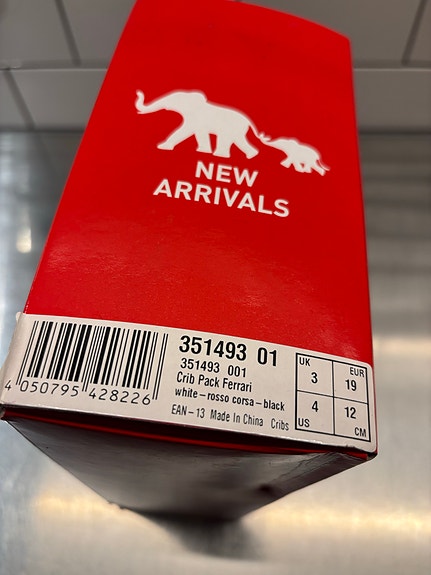 NEW
ARRIVALS
351493 01
351493 001
Crib Pack Ferrari
white-rosso corsa-black
EAN-13 Made In China Cribs
4 050795 428226
UK 3 EUR 19
4 US 12 CM